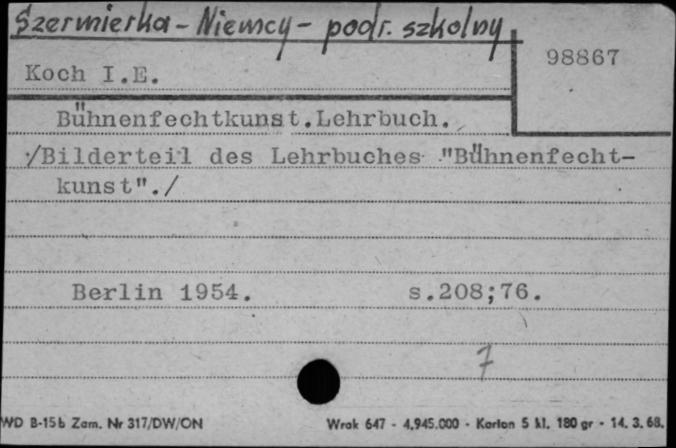 Szermierka - Niemcy - podr. szkolny
98867
Koch I.E.
Bühnenfechtkunst.Lehrbuch.
/Bilderteil des Lehrbuches "Bühnenfecht-
kunst"./
Berlin 1954. s.208;76.
7
WD B-15b Zam. Nr 317/DW/ON Wrak 647 - 4.945.000 - Karton 5 kl. 180 gr - 14. 3. 68.